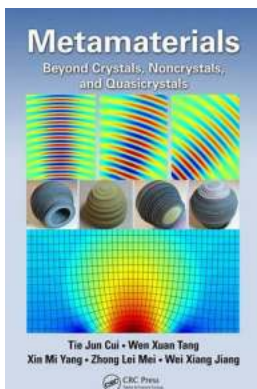 Metamaterials
Beyond Crystals, Noncrystals,
and Quasicrystals
Tie Jun Cui • Wen Xuan Tang
Xin Mi Yang • Zhong Lei Mei • Wei Xiang Jiang
CRC Press